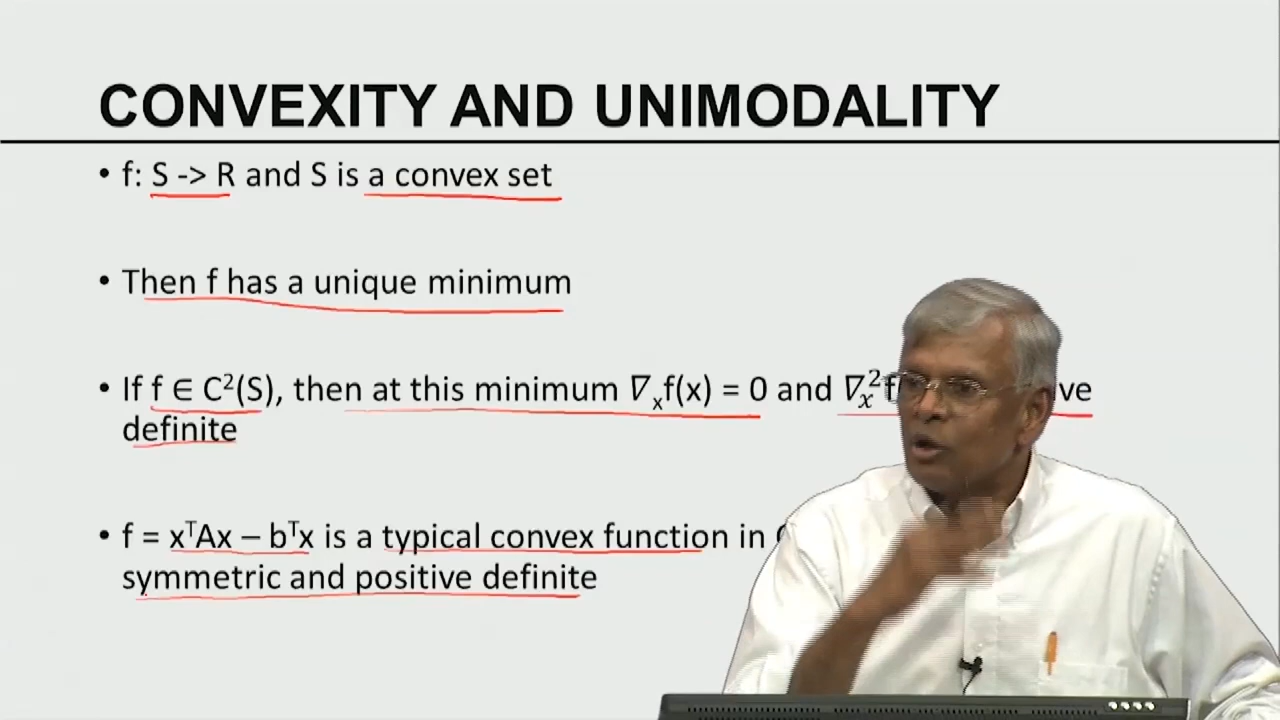 CONVEXITY AND UNIMODALITY
• f: S -> R and S is a convex set
• Then f has a unique minimum
• If f ∈ C²(S), then at this minimum ∇ₓf(x) = 0 and ∇ₓ²f
definite
• f = xᵀAx – bᵀx is a typical convex function in
symmetric and positive definite